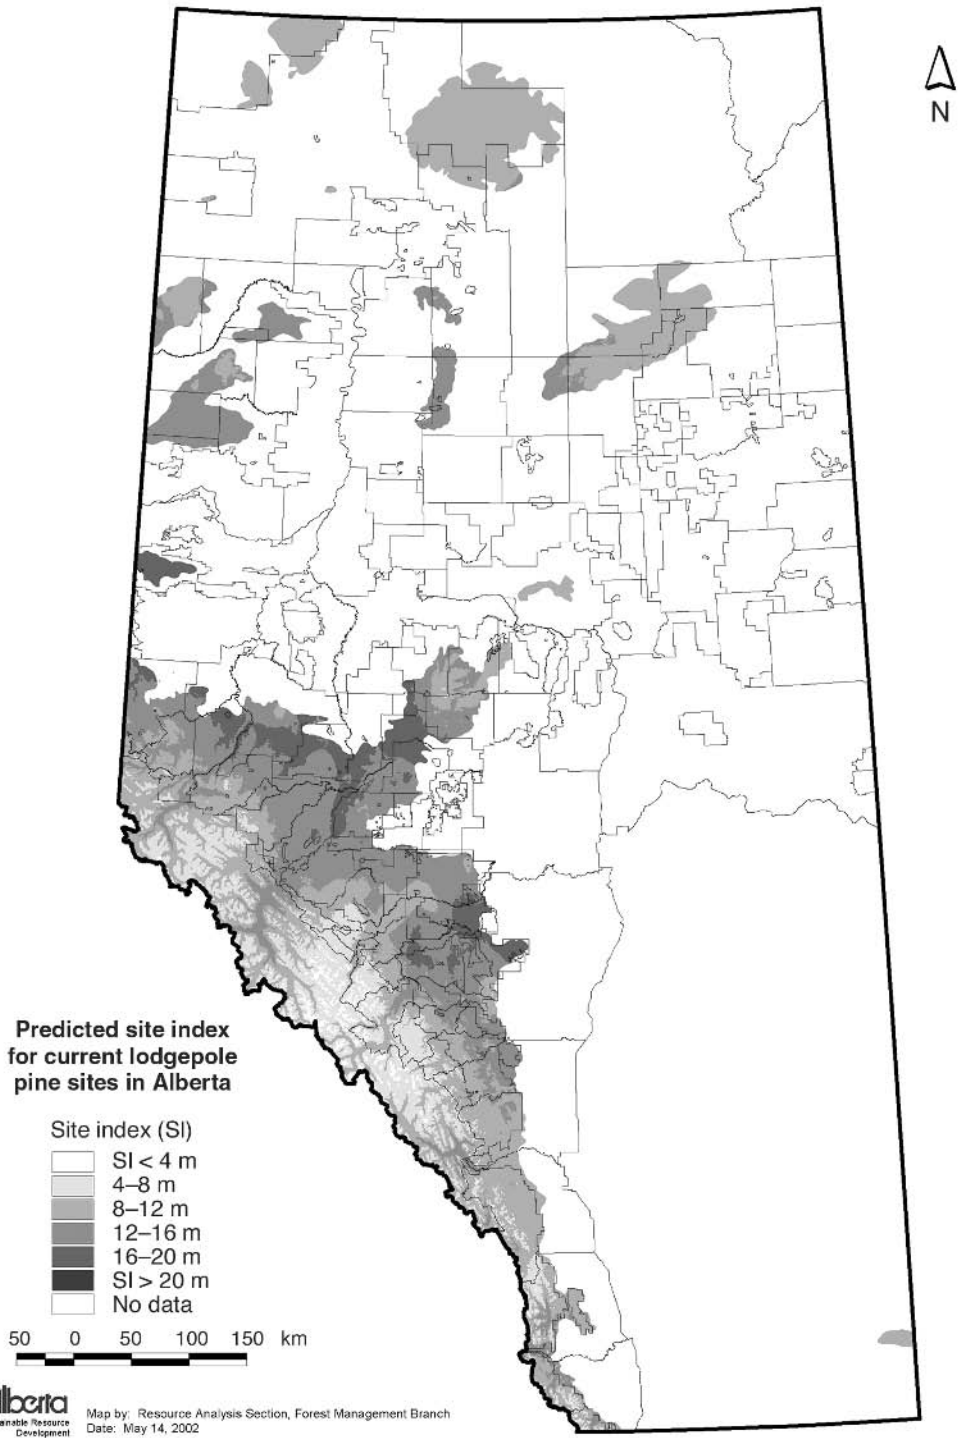 N
Predicted site index
for current lodgepole
pine sites in Alberta
Site index (SI)
SI < 4 m
4–8 m
8–12 m
12–16 m
16–20 m
SI > 20 m
No data
50 0 50 100 150 km
Resource
Development
Map by: Resource Analysis Section, Forest Management Branch
Date: May 14, 2002